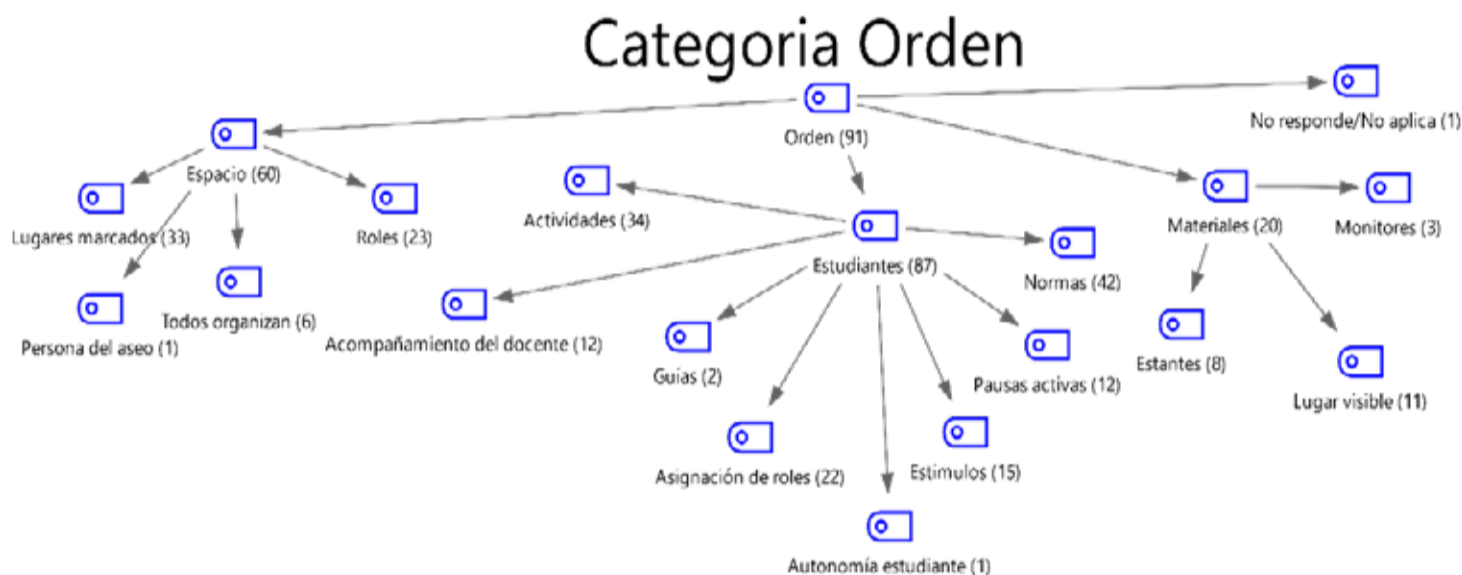 Categoria Orden
No responde/No aplica (1)
Orden (91)
Espacio (60)
Actividades (34)
Materiales (20)
Monitores (3)
Lugares marcados (33)
Roles (23)
Estudiantes (87)
Normas (42)
Todos organizan (6)
Persona del aseo (1)
Acompañamiento del docente (12)
Guias (2)
Pausas activas (12)
Estantes (8)
Lugar visible (11)
Asignación de roles (22)
Estimulos (15)
Autonomía estudiante (1)